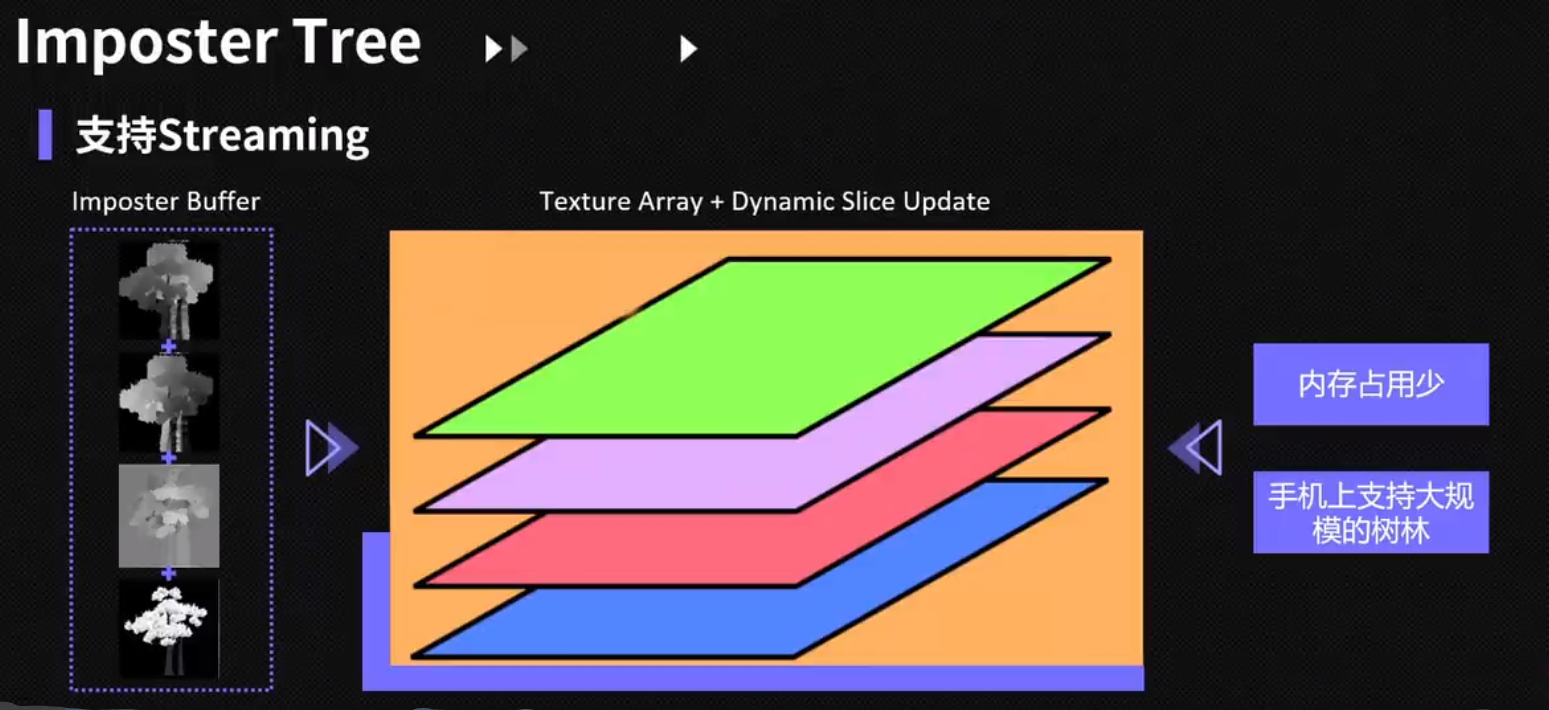 Imposter Tree
支持Streaming
Imposter Buffer
Texture Array + Dynamic Slice Update
内存占用少
手机上支持大规
模的树林